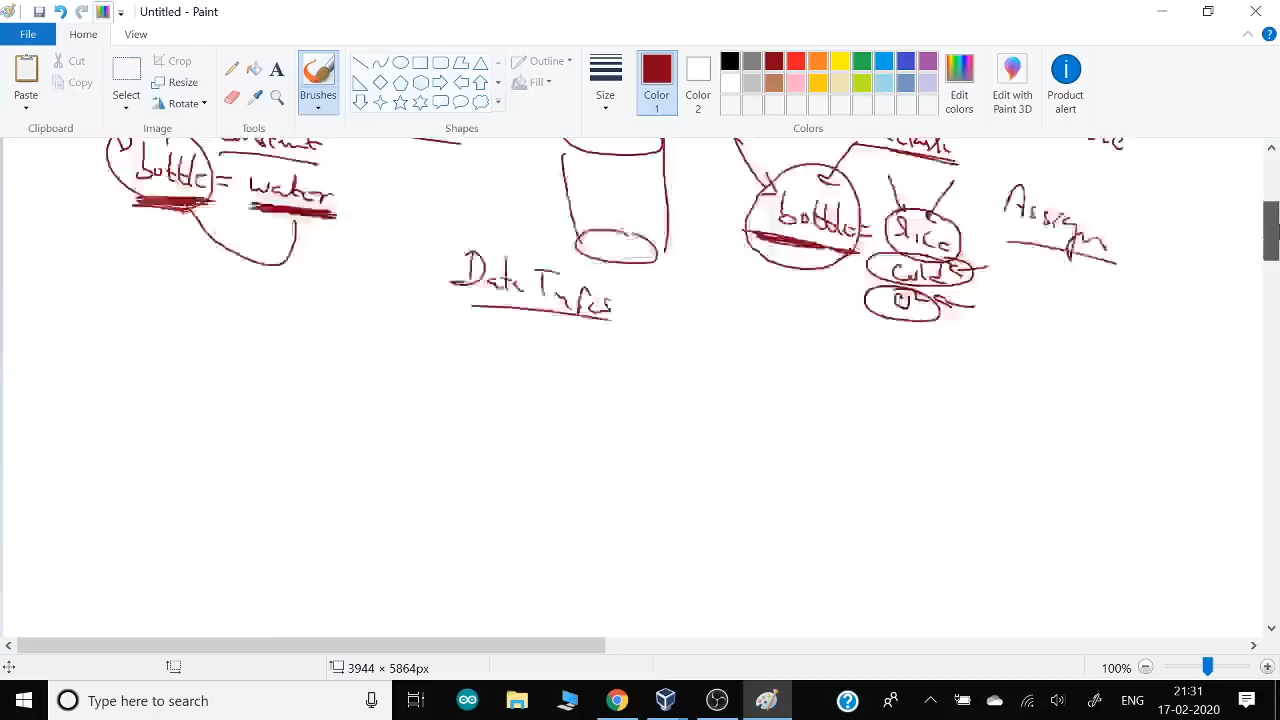 Untitled - Paint
File Home View
Paste
Cut
Copy
Clipboard
Select
Crop
Resize
Rotate
Image
Tools
Brushes
Shapes
Outline
Fill
Size
Color 1
Color 2
Edit colors
Colors
Edit with Paint 3D
Product alert
bottle = water
bottle = slice
cold
Assign
Data Types
3944 × 5864px
100%
Type here to search
ENG
21:31
17-02-2020